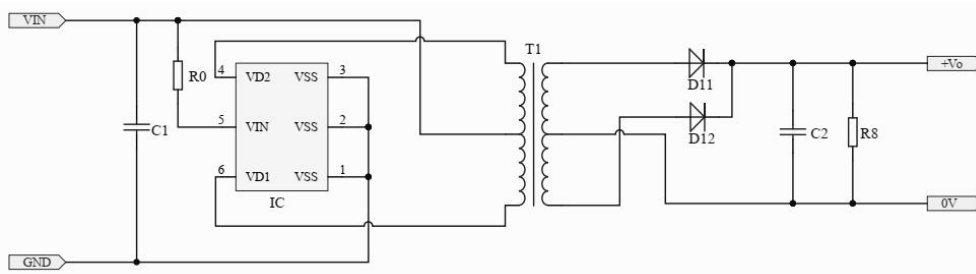 VIN
T1
4 VD2 VSS 3
R0
D11
+Vo
5 VIN VSS 2
C1
D12
C2
R8
6 VD1 VSS 1
IC
0V
GND